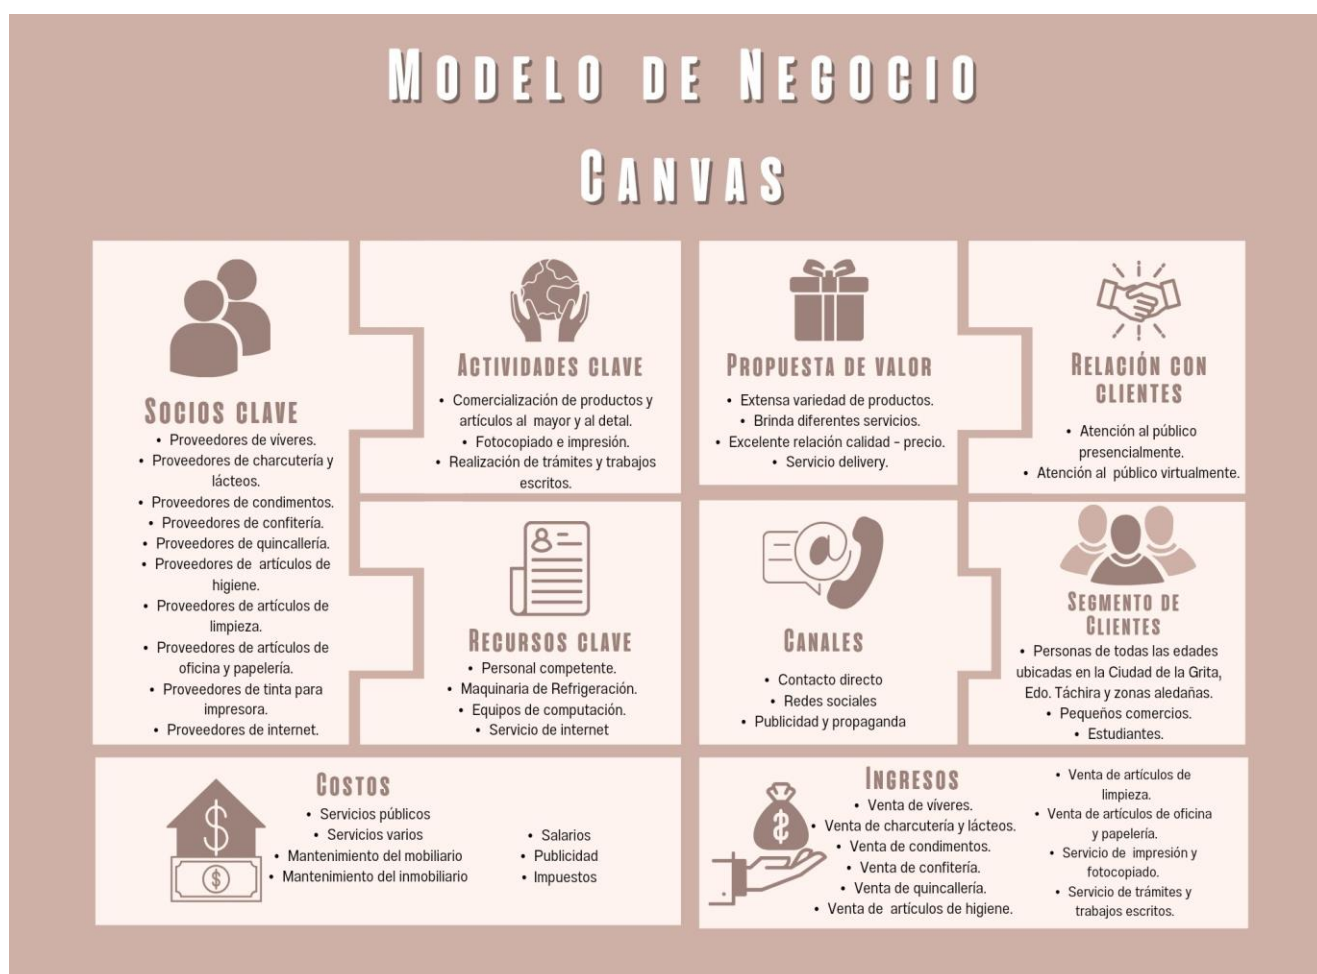 MODELO DE NEGOCIO
CANVAS
SOCIOS CLAVE
• Proveedores de víveres.
• Proveedores de charcutería y
lácteos.
• Proveedores de condimentos.
• Proveedores de confitería.
• Proveedores de quincallería.
• Proveedores de artículos de
higiene.
• Proveedores de artículos de
limpieza.
• Proveedores de artículos de
oficina y papelería.
• Proveedores de tinta para
impresora.
• Proveedores de internet.
ACTIVIDADES CLAVE
• Comercialización de productos y
artículos al mayor y al detal.
• Fotocopiado e impresión.
• Realización de trámites y trabajos
escritos.
RECURSOS CLAVE
• Personal competente.
• Maquinaria de Refrigeración.
• Equipos de computación.
• Servicio de internet
PROPUESTA DE VALOR
• Extensa variedad de productos.
• Brinda diferentes servicios.
• Excelente relación calidad - precio.
• Servicio delivery.
RELACIÓN CON
CLIENTES
• Atención al público
presencialmente.
• Atención al público virtualmente.
CANALES
• Contacto directo
• Redes sociales
• Publicidad y propaganda
SEGMENTO DE
CLIENTES
• Personas de todas las edades
ubicadas en la Ciudad de la Grita,
Edo. Táchira y zonas aledañas.
• Pequeños comercios.
• Estudiantes.
COSTOS
• Servicios públicos
• Servicios varios
• Mantenimiento del mobiliario
• Mantenimiento del inmobiliario
• Salarios
• Publicidad
• Impuestos
INGRESOS
• Venta de víveres.
• Venta de charcutería y lácteos.
• Venta de condimentos.
• Venta de confitería.
• Venta de quincallería.
• Venta de artículos de higiene.
• Venta de artículos de
limpieza.
• Venta de artículos de oficina
y papelería.
• Servicio de impresión y
fotocopiado.
• Servicio de trámites y
trabajos escritos.